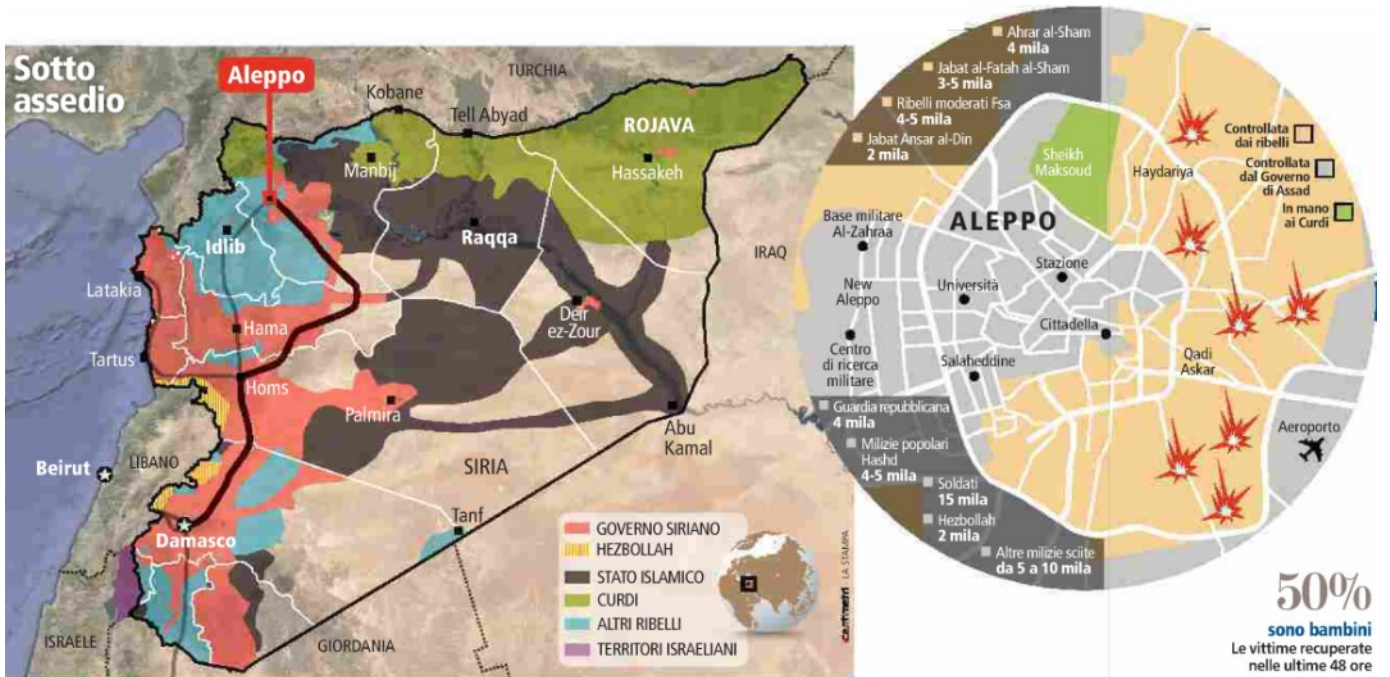 Sotto
assedio
Aleppo
TURCHIA
Kobane
Tell Abyad
ROJAVA
Manbij
Hassakeh
Idlib
Raqqa
IRAQ
Latakia
Hama
Deir
ez-Zour
Tartus
Homs
Palmira
Abu
Kamal
Beirut
LIBANO
SIRIA
Damasco
Tanf
ISRAELE
GIORDANIA
GOVERNO SIRIANO
HEZBOLLAH
STATO ISLAMICO
CURDI
ALTRI RIBELLI
TERRITORI ISRAELIANI
centimetri LA STAMPA
Ahrar al-Sham
4 mila
Jabat al-Fatah al-Sham
3-5 mila
Ribelli moderati Fsa
4-5 mila
Jabat Ansar al-Din
2 mila
Sheikh
Maksoud
Haydariya
Controllata
dai ribelli
Controllata
dal Governo
di Assad
In mano
ai Curdi
ALEPPO
Base militare
Al-Zahraa
Stazione
New
Aleppo
Università
Cittadella
Centro
di ricerca
militare
Salaheddine
Qadi
Askar
Aeroporto
Guardia repubblicana
4 mila
Milizie popolari
Hashd
4-5 mila
Soldati
15 mila
Hezbollah
2 mila
Altre milizie sciite
da 5 a 10 mila
50%
sono bambini
Le vittime recuperate
nelle ultime 48 ore